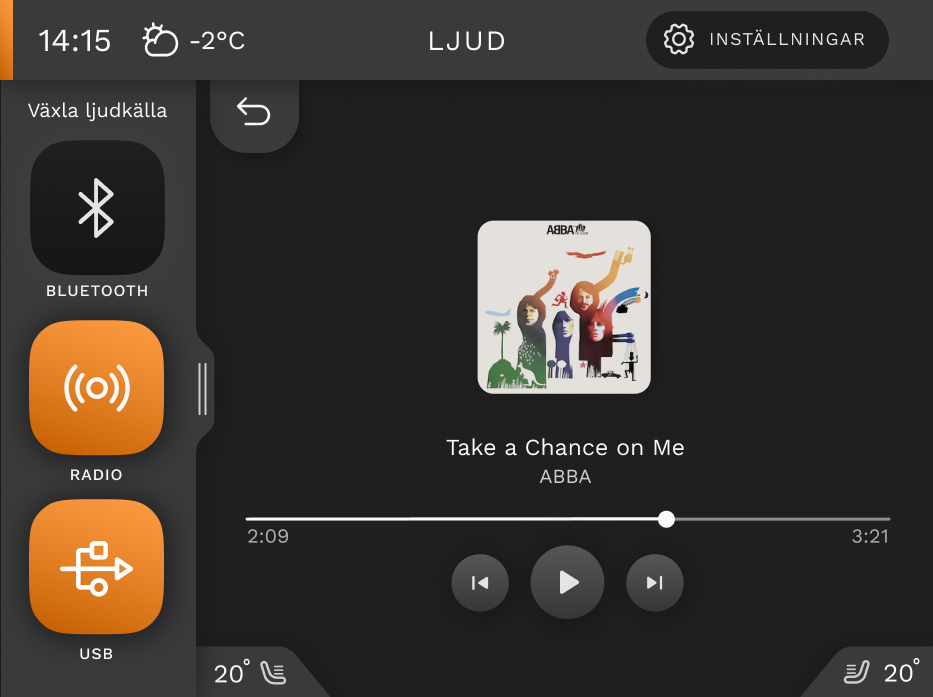 14:15
-2°C
LJUD
INSTÄLLNINGAR
Växla ljudkälla
BLUETOOTH
RADIO
USB
ABBA
Take a Chance on Me
ABBA
2:09
3:21
20°
20°